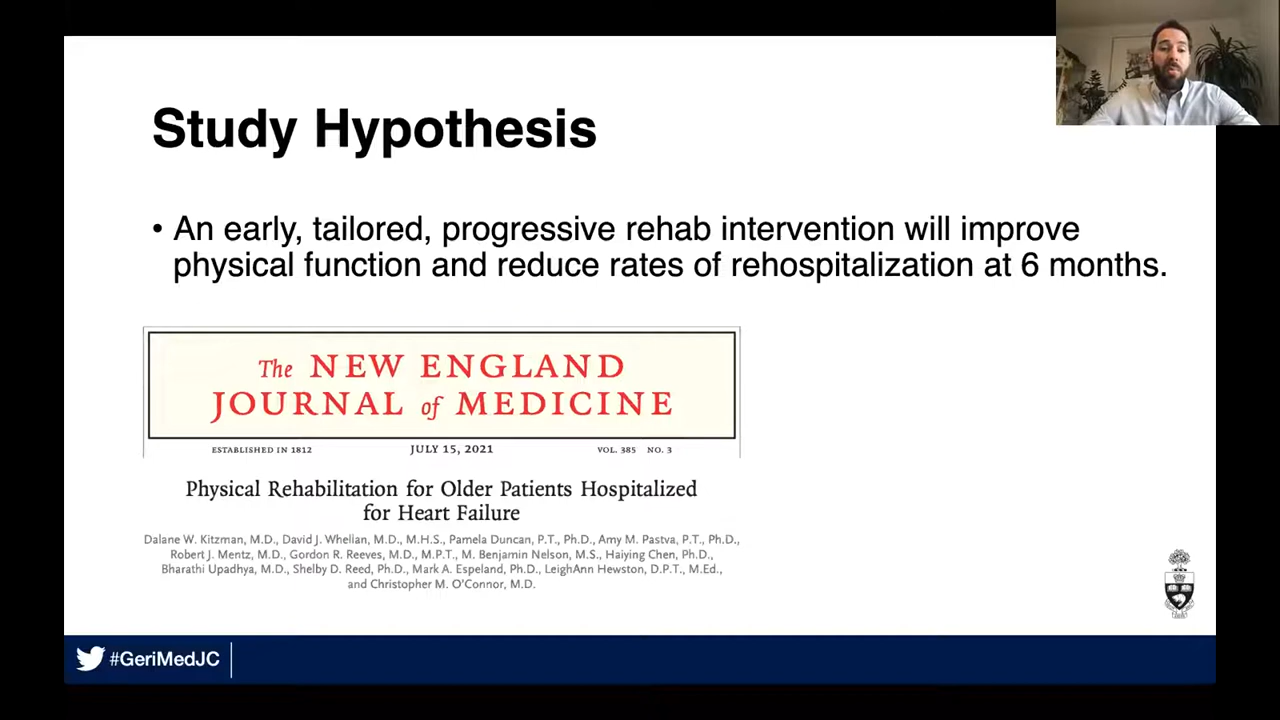 Study Hypothesis
• An early, tailored, progressive rehab intervention will improve
physical function and reduce rates of rehospitalization at 6 months.
The NEW ENGLAND
JOURNAL of MEDICINE
ESTABLISHED IN 1812 JULY 15, 2021 VOL. 385 NO. 3
Physical Rehabilitation for Older Patients Hospitalized
for Heart Failure
Dalane W. Kitzman, M.D., David J. Whellan, M.D., M.H.S., Pamela Duncan, P.T., Ph.D., Amy M. Pastva, P.T., Ph.D.,
Robert J. Mentz, M.D., Gordon R. Reeves, M.D., M.P.T., M. Benjamin Nelson, M.S., Haiying Chen, Ph.D.,
Bharathi Upadhya, M.D., Shelby D. Reed, Ph.D., Mark A. Espeland, Ph.D., LeighAnn Hewston, D.P.T., M.Ed.,
and Christopher M. O'Connor, M.D.
#GeriMedJC